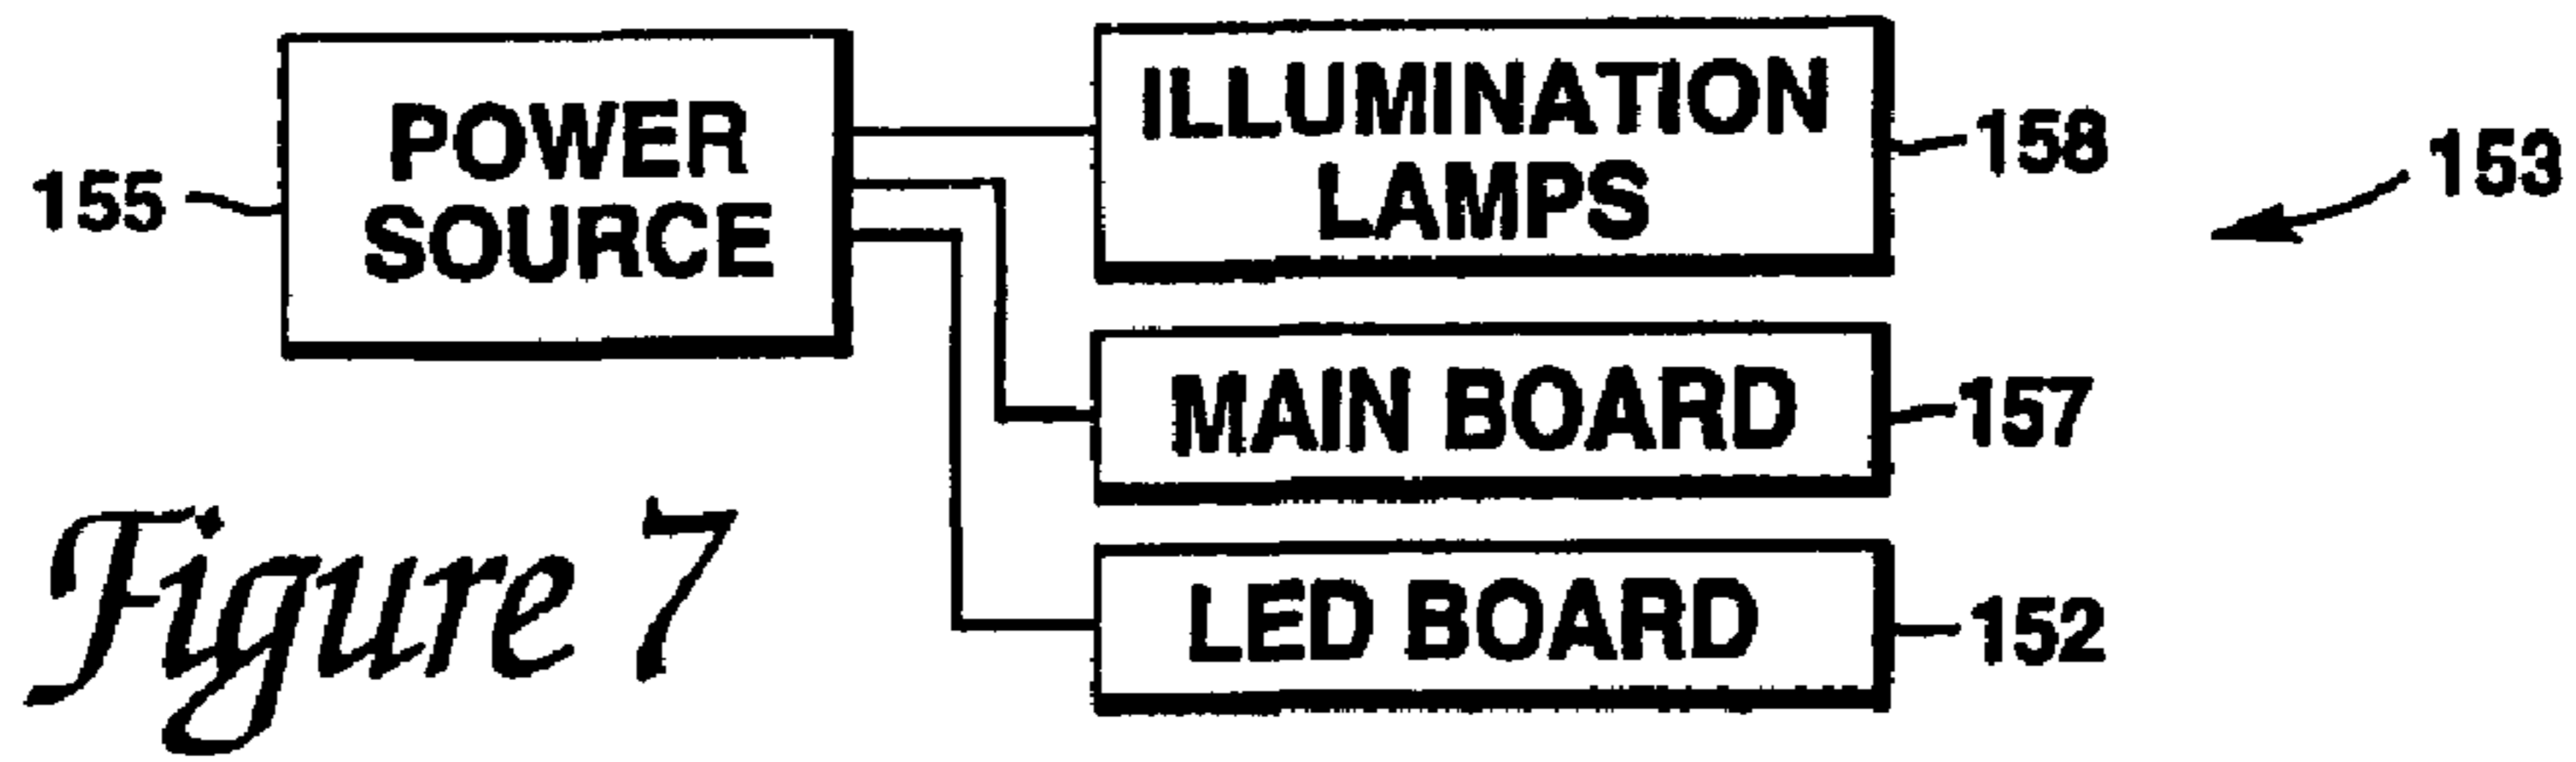 POWER
SOURCE
155
ILLUMINATION
LAMPS
158
153
MAIN BOARD
157
LED BOARD
152
Figure 7